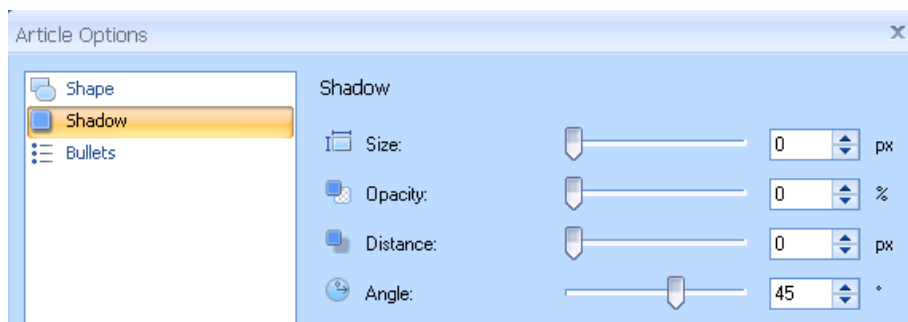 Article Options
Shape
Shadow
Bullets
Shadow
Size: 0 px
Opacity: 0 %
Distance: 0 px
Angle: 45 °